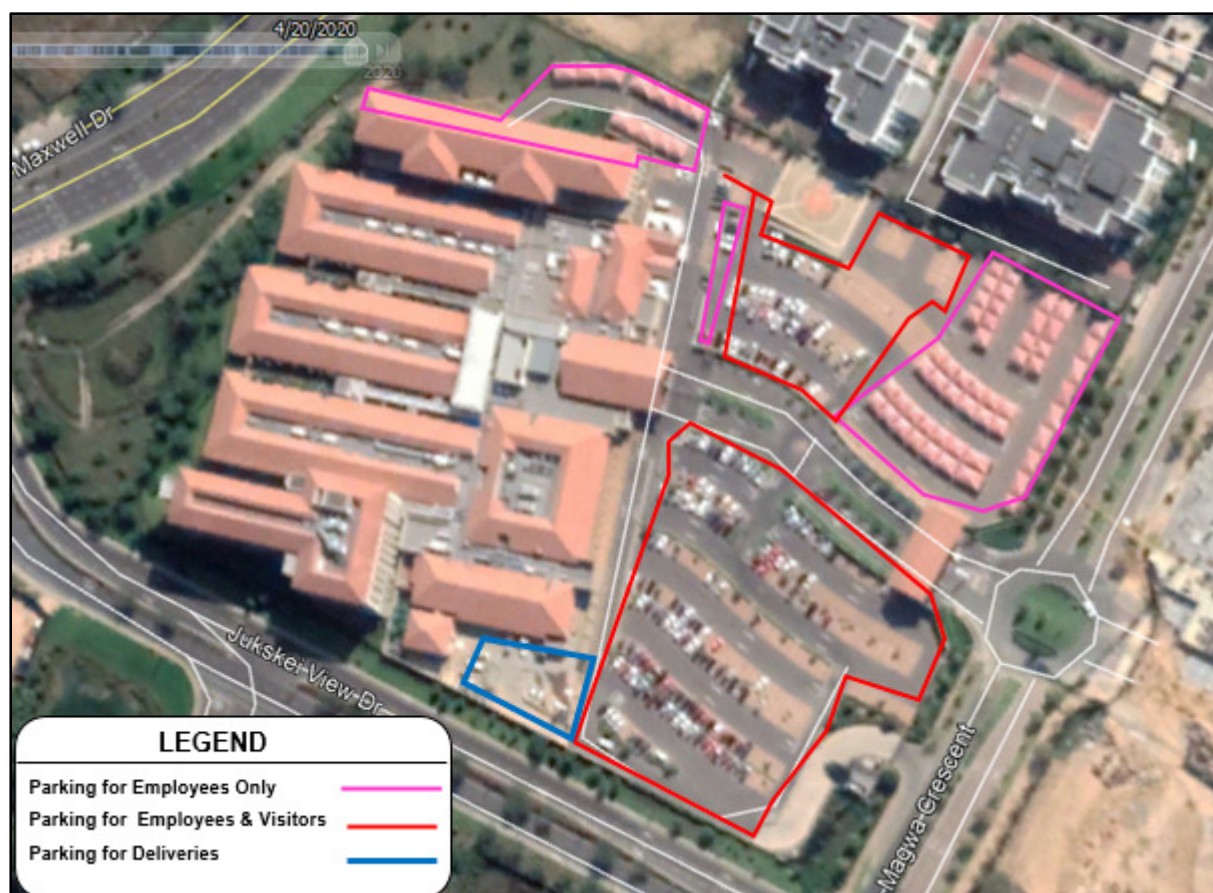 4/20/2020
2020
Maxwell Dr
Jukskei View Dr
Magwa Crescent
LEGEND
Parking for Employees Only
Parking for Employees & Visitors
Parking for Deliveries